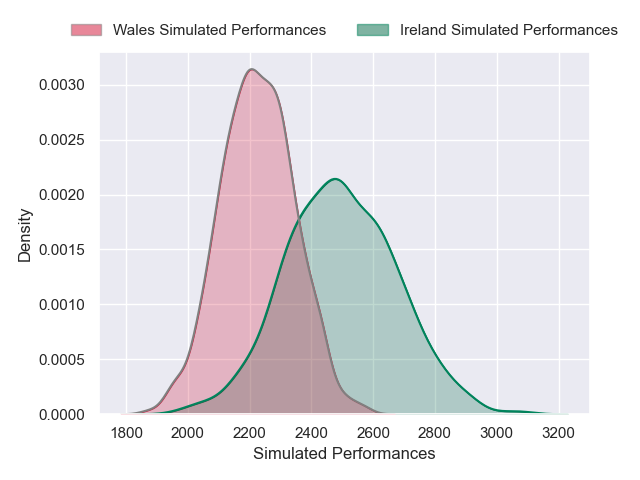 Wales Simulated Performances
Ireland Simulated Performances
0.0030
0.0025
0.0020
0.0015
0.0010
0.0005
0.0000
Density
1800 2000 2200 2400 2600 2800 3000 3200
Simulated Performances